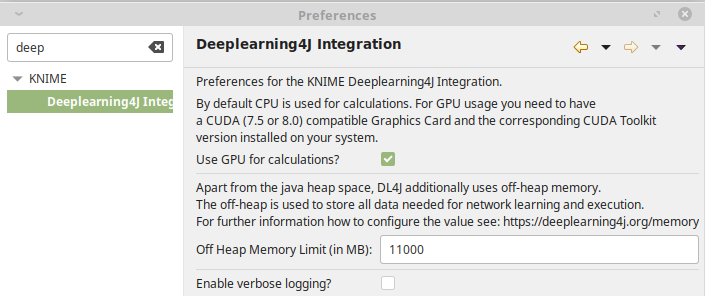 Preferences
deep
Deeplearning4J Integration
KNIME
Deeplearning4J Integ
Preferences for the KNIME Deeplearning4J Integration.
By default CPU is used for calculations. For GPU usage you need to have
a CUDA (7.5 or 8.0) compatible Graphics Card and the corresponding CUDA Toolkit
version installed on your system.
Use GPU for calculations?
Apart from the java heap space, DL4J additionally uses off-heap memory.
The off-heap is used to store all data needed for network learning and execution.
For further information how to configure the value see: https://deeplearning4j.org/memory
Off Heap Memory Limit (in MB): 11000
Enable verbose logging?